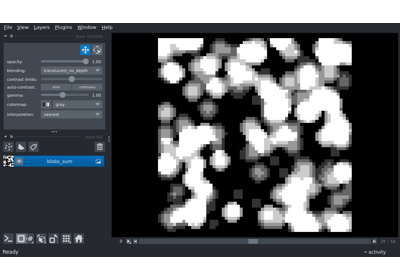 File View Layers Plugins Window Help
opacity: 1.00
blending: translucent_no_depth
contrast limits:
auto-contrast: once continuous
gamma: 1.00
colormap: gray
interpolation: nearest
blobs_sum
Ready
activity